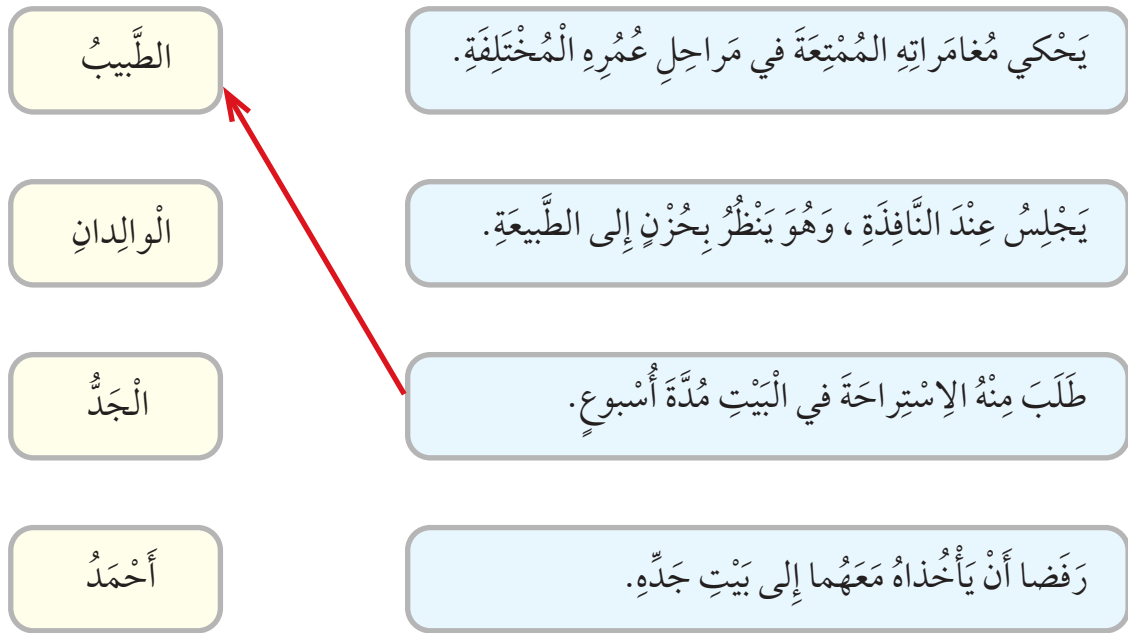 يَحْكي مُغامَراتِهِ المُمْتِعَةَ في مَراحِلِ عُمُرِهِ الْمُخْتَلِفَةِ.
الطَّبيبُ
يَجْلِسُ عِنْدَ النَّافِذَةِ ، وَهُوَ يَنْظُرُ بِحُزْنٍ إِلى الطَّبيعَةِ.
الْوالِدانِ
طَلَبَ مِنْهُ الِاسْتِراحَةَ في الْبَيْتِ مُدَّةَ أُسْبوعٍ.
الْجَدُّ
رَفَضا أَنْ يَأْخُذاهُ مَعَهُما إِلى بَيْتِ جَدِّهِ.
أَحْمَدُ